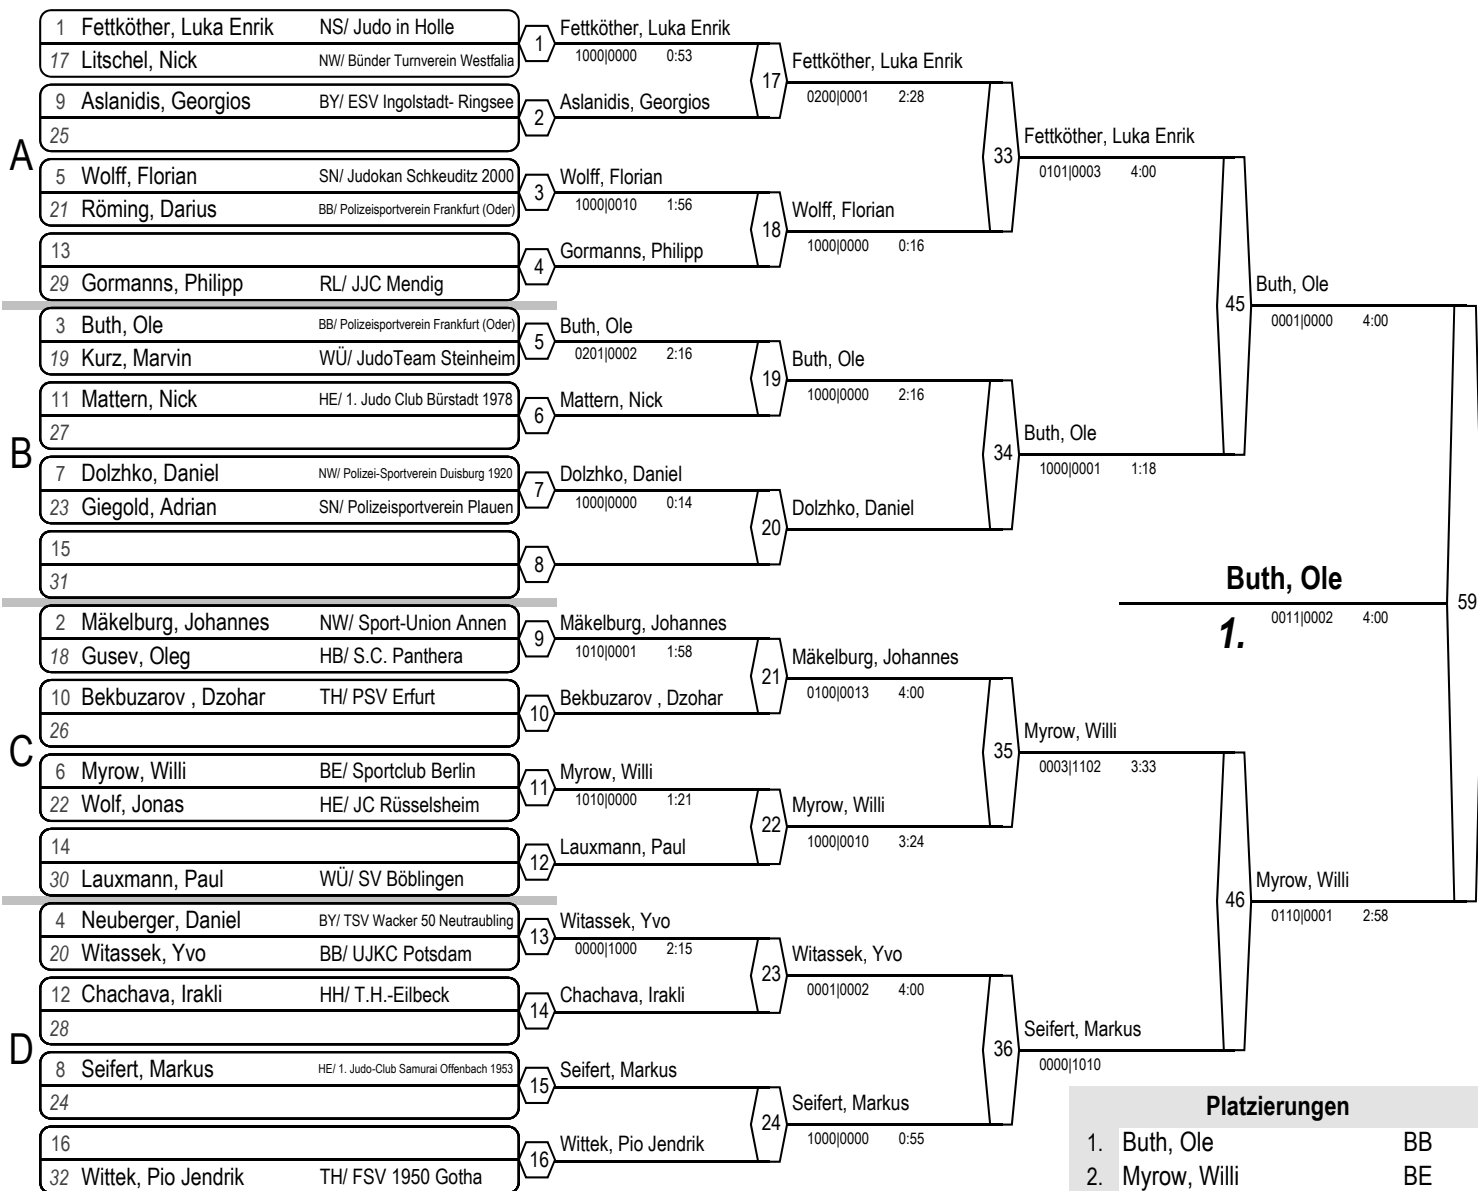 A
1 Fettköther, Luka Enrik NS/ Judo in Holle
17 Litschel, Nick NW/ Bünder Turnverein Westfalia
9 Aslanidis, Georgios BY/ ESV Ingolstadt- Ringsee
25
5 Wolff, Florian SN/ Judokan Schkeuditz 2000
21 Röming, Darius BB/ Polizeisportverein Frankfurt (Oder)
13
29 Gormanns, Philipp RL/ JJC Mendig
B
3 Buth, Ole BB/ Polizeisportverein Frankfurt (Oder)
19 Kurz, Marvin WÜ/ JudoTeam Steinheim
11 Mattern, Nick HE/ 1. Judo Club Bürstadt 1978
27
7 Dolzhko, Daniel NW/ Polizei-Sportverein Duisburg 1920
23 Giegold, Adrian SN/ Polizeisportverein Plauen
15
31
C
2 Mäkelburg, Johannes NW/ Sport-Union Annen
18 Gusev, Oleg HB/ S.C. Panthera
10 Bekbuzarov , Dzohar TH/ PSV Erfurt
26
6 Myrow, Willi BE/ Sportclub Berlin
22 Wolf, Jonas HE/ JC Rüsselsheim
14
30 Lauxmann, Paul WÜ/ SV Böblingen
D
4 Neuberger, Daniel BY/ TSV Wacker 50 Neutraubling
20 Witassek, Yvo BB/ UJKC Potsdam
12 Chachava, Irakli HH/ T.H.-Eilbeck
28
8 Seifert, Markus HE/ 1. Judo-Club Samurai Offenbach 1953
24
16
32 Wittek, Pio Jendrik TH/ FSV 1950 Gotha
1 Fettköther, Luka Enrik
1000|0000 0:53
2 Aslanidis, Georgios
3 Wolff, Florian
1000|0010 1:56
4 Gormanns, Philipp
5 Buth, Ole
0201|0002 2:16
6 Mattern, Nick
7 Dolzhko, Daniel
1000|0000 0:14
8
9 Mäkelburg, Johannes
1010|0001 1:58
10 Bekbuzarov , Dzohar
11 Myrow, Willi
1010|0000 1:21
12 Lauxmann, Paul
13 Witassek, Yvo
0000|1000 2:15
14 Chachava, Irakli
15 Seifert, Markus
16 Wittek, Pio Jendrik
17 Fettköther, Luka Enrik
0200|0001 2:28
18 Wolff, Florian
1000|0000 0:16
19 Buth, Ole
1000|0000 2:16
20 Dolzhko, Daniel
21 Mäkelburg, Johannes
0100|0013 4:00
22 Myrow, Willi
1000|0010 3:24
23 Witassek, Yvo
0001|0002 4:00
24 Seifert, Markus
1000|0000 0:55
33 Fettköther, Luka Enrik
0101|0003 4:00
34 Buth, Ole
1000|0001 1:18
35 Myrow, Willi
0003|1102 3:33
36 Seifert, Markus
0000|1010
45 Buth, Ole
0001|0000 4:00
46 Myrow, Willi
0110|0001 2:58
59
Buth, Ole
1. 0011|0002 4:00
Platzierungen
1. Buth, Ole BB
2. Myrow, Willi BE